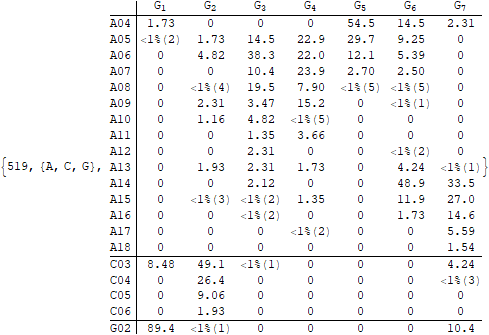 G1 G2 G3 G4 G5 G6 G7
A04 1.73 0 0 0 54.5 14.5 2.31
A05 <1%(2) 1.73 14.5 22.9 29.7 9.25 0
A06 0 4.82 38.3 22.0 12.1 5.39 0
A07 0 0 10.4 23.9 2.70 2.50 0
A08 0 <1%(4) 19.5 7.90 <1%(5) <1%(5) 0
A09 0 2.31 3.47 15.2 0 <1%(1) 0
A10 0 1.16 4.82 <1%(5) 0 0 0
A11 0 0 1.35 3.66 0 0 0
A12 0 0 2.31 0 0 <1%(2) 0
{519, {A, C, G}, A13 0 1.93 2.31 1.73 0 4.24 <1%(1)}
A14 0 0 2.12 0 0 48.9 33.5
A15 0 <1%(3) <1%(2) 1.35 0 11.9 27.0
A16 0 0 <1%(2) 0 0 1.73 14.6
A17 0 0 0 <1%(2) 0 0 5.59
A18 0 0 0 0 0 0 1.54
C03 8.48 49.1 <1%(1) 0 0 0 4.24
C04 0 26.4 0 0 0 0 <1%(3)
C05 0 9.06 0 0 0 0 0
C06 0 1.93 0 0 0 0 0
G02 89.4 <1%(1) 0 0 0 0 10.4